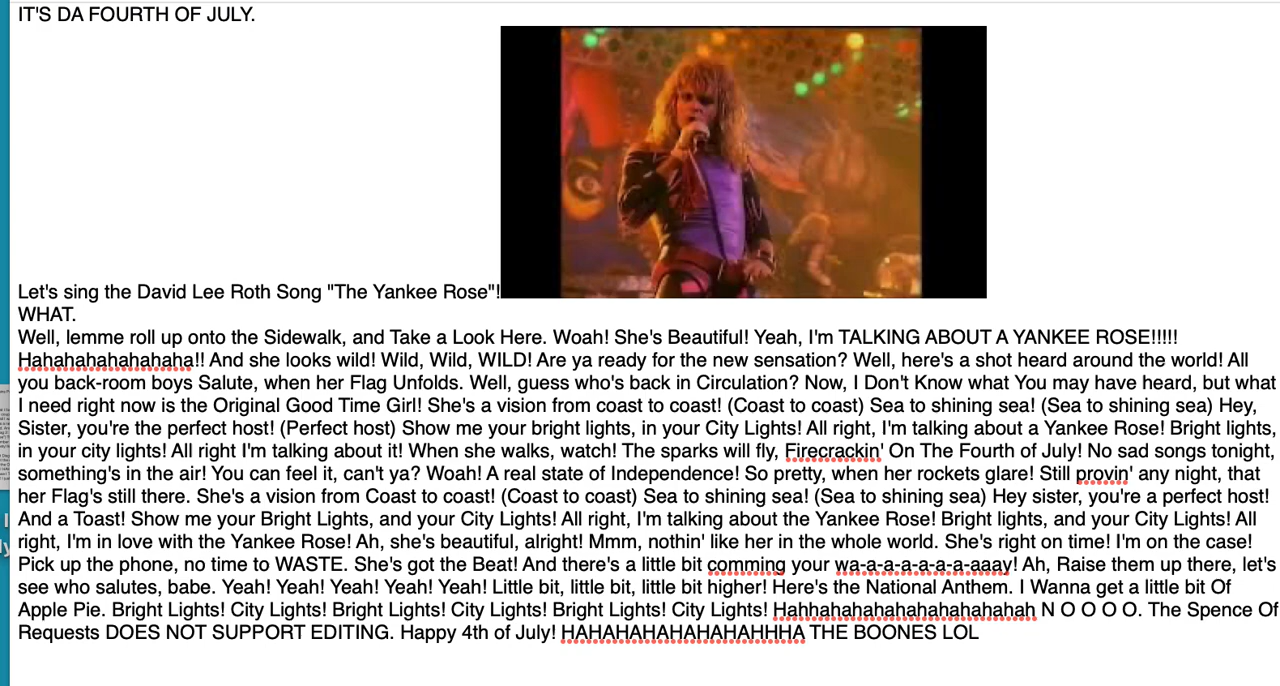 IT'S DA FOURTH OF JULY.
Let's sing the David Lee Roth Song "The Yankee Rose"!
WHAT.
Well, lemme roll up onto the Sidewalk, and Take a Look Here. Woah! She's Beautiful! Yeah, I'm TALKING ABOUT A YANKEE ROSE!!!!!
Hahahahahahahaha!! And she looks wild! Wild, Wild, WILD! Are ya ready for the new sensation? Well, here's a shot heard around the world! All
you back-room boys Salute, when her Flag Unfolds. Well, guess who's back in Circulation? Now, I Don't Know what You may have heard, but what
I need right now is the Original Good Time Girl! She's a vision from coast to coast! (Coast to coast) Sea to shining sea! (Sea to shining sea) Hey,
Sister, you're the perfect host! (Perfect host) Show me your bright lights, in your City Lights! All right, I'm talking about a Yankee Rose! Bright lights,
in your city lights! All right I'm talking about it! When she walks, watch! The sparks will fly, Firecrackin' On The Fourth of July! No sad songs tonight,
something's in the air! You can feel it, can't ya? Woah! A real state of Independence! So pretty, when her rockets glare! Still provin' any night, that
her Flag's still there. She's a vision from Coast to coast! (Coast to coast) Sea to shining sea! (Sea to shining sea) Hey sister, you're a perfect host!
And a Toast! Show me your Bright Lights, and your City Lights! All right, I'm talking about the Yankee Rose! Bright lights, and your City Lights! All
right, I'm in love with the Yankee Rose! Ah, she's beautiful, alright! Mmm, nothin' like her in the whole world. She's right on time! I'm on the case!
Pick up the phone, no time to WASTE. She's got the Beat! And there's a little bit comming your wa-a-a-a-a-a-a-aaay! Ah, Raise them up there, let's
see who salutes, babe. Yeah! Yeah! Yeah! Yeah! Yeah! Little bit, little bit, little bit higher! Here's the National Anthem. I Wanna get a little bit Of
Apple Pie. Bright Lights! City Lights! Bright Lights! City Lights! Bright Lights! City Lights! Hahhahahahahahahahahahah N O O O O. The Spence Of
Requests DOES NOT SUPPORT EDITING. Happy 4th of July! HAHAHAHAHAHAHAHHHA THE BOONES LOL